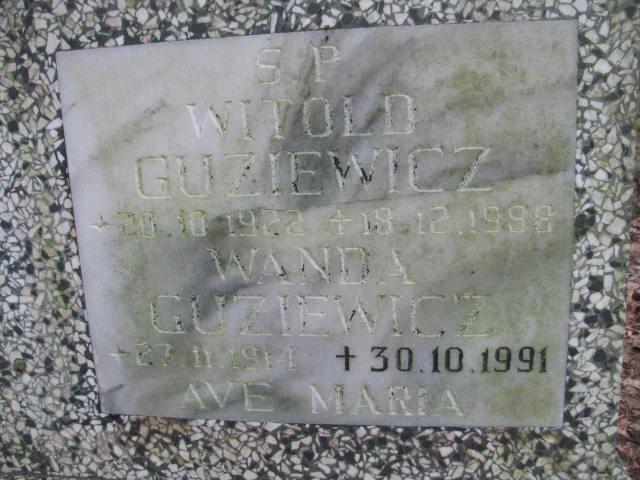 S P
WITOLD
GUZIEWICZ
+20.10.1922 +18.12.1988
WANDA
GUZIEWICZ
+27.11.1914 +30.10.1991
AVE MARIA